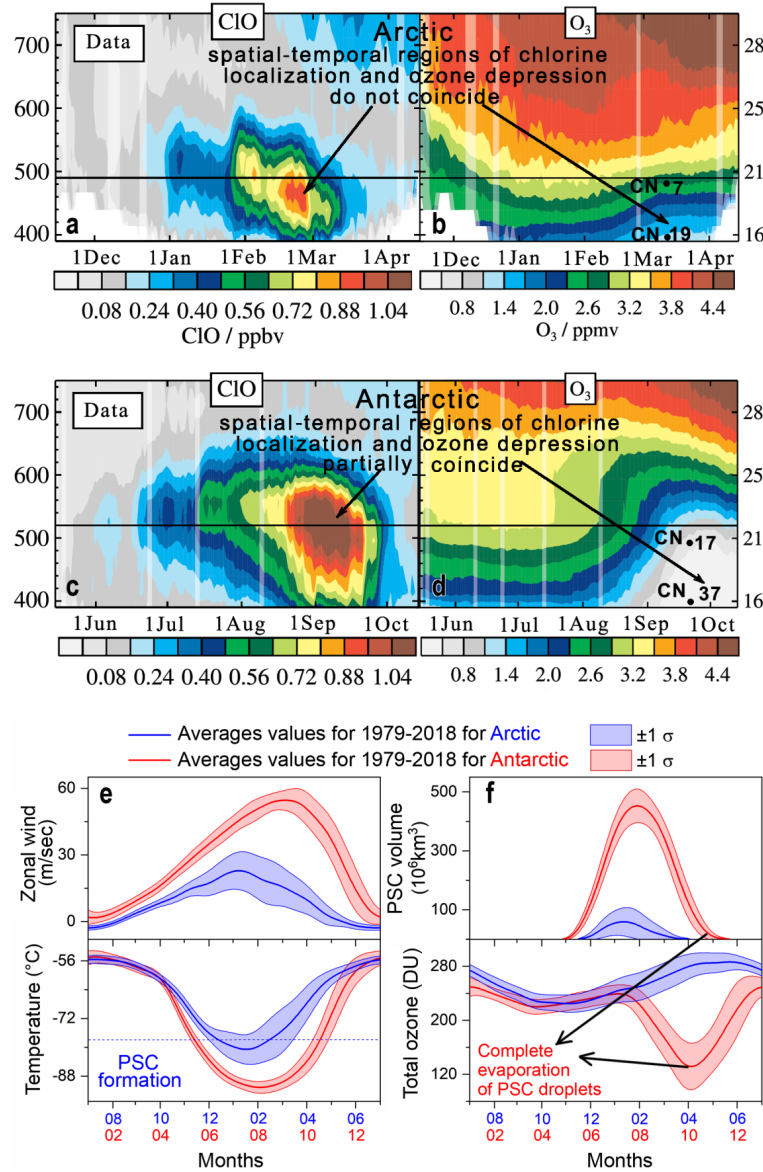 ClO
O₃
Data
Arctic
spatial-temporal regions of chlorine
localization and ozone depression
do not coincide
700
600
500
400
30
21
16
CN 7
CN 19
a
b
1Dec 1Jan 1Feb 1Mar 1Apr
1Dec 1Jan 1Feb 1Mar 1Apr
0.08 0.24 0.40 0.56 0.72 0.88 1.04
0.8 1.4 2.0 2.6 3.2 3.8 4.4
ClO / ppbv
O₃ / ppmv
ClO
O₃
Data
Antarctic
spatial-temporal regions of chlorine
localization and ozone depression
partially coincide
700
600
500
400
30
21
16
CN 17
CN 37
c
d
1Jun 1Jul 1Aug 1Sep 1Oct
1Jun 1Jul 1Aug 1Sep 1Oct
0.08 0.24 0.40 0.56 0.72 0.88 1.04
0.8 1.4 2.0 2.6 3.2 3.8 4.4
Averages values for 1979-2018 for Arctic ±1 σ
Averages values for 1979-2018 for Antarctic ±1 σ
e
Zonal wind
(m/sec)
60
30
0
Temperature (°C)
-56
-72
-88
PSC
formation
08 10 12 02 04 06
02 04 06 08 10 12
Months
f
PSC volume
(10⁶km³)
500
300
100
Total ozone (DU)
280
200
120
Complete
evaporation
of PSC droplets
08 10 12 02 04 06
02 04 06 08 10 12
Months